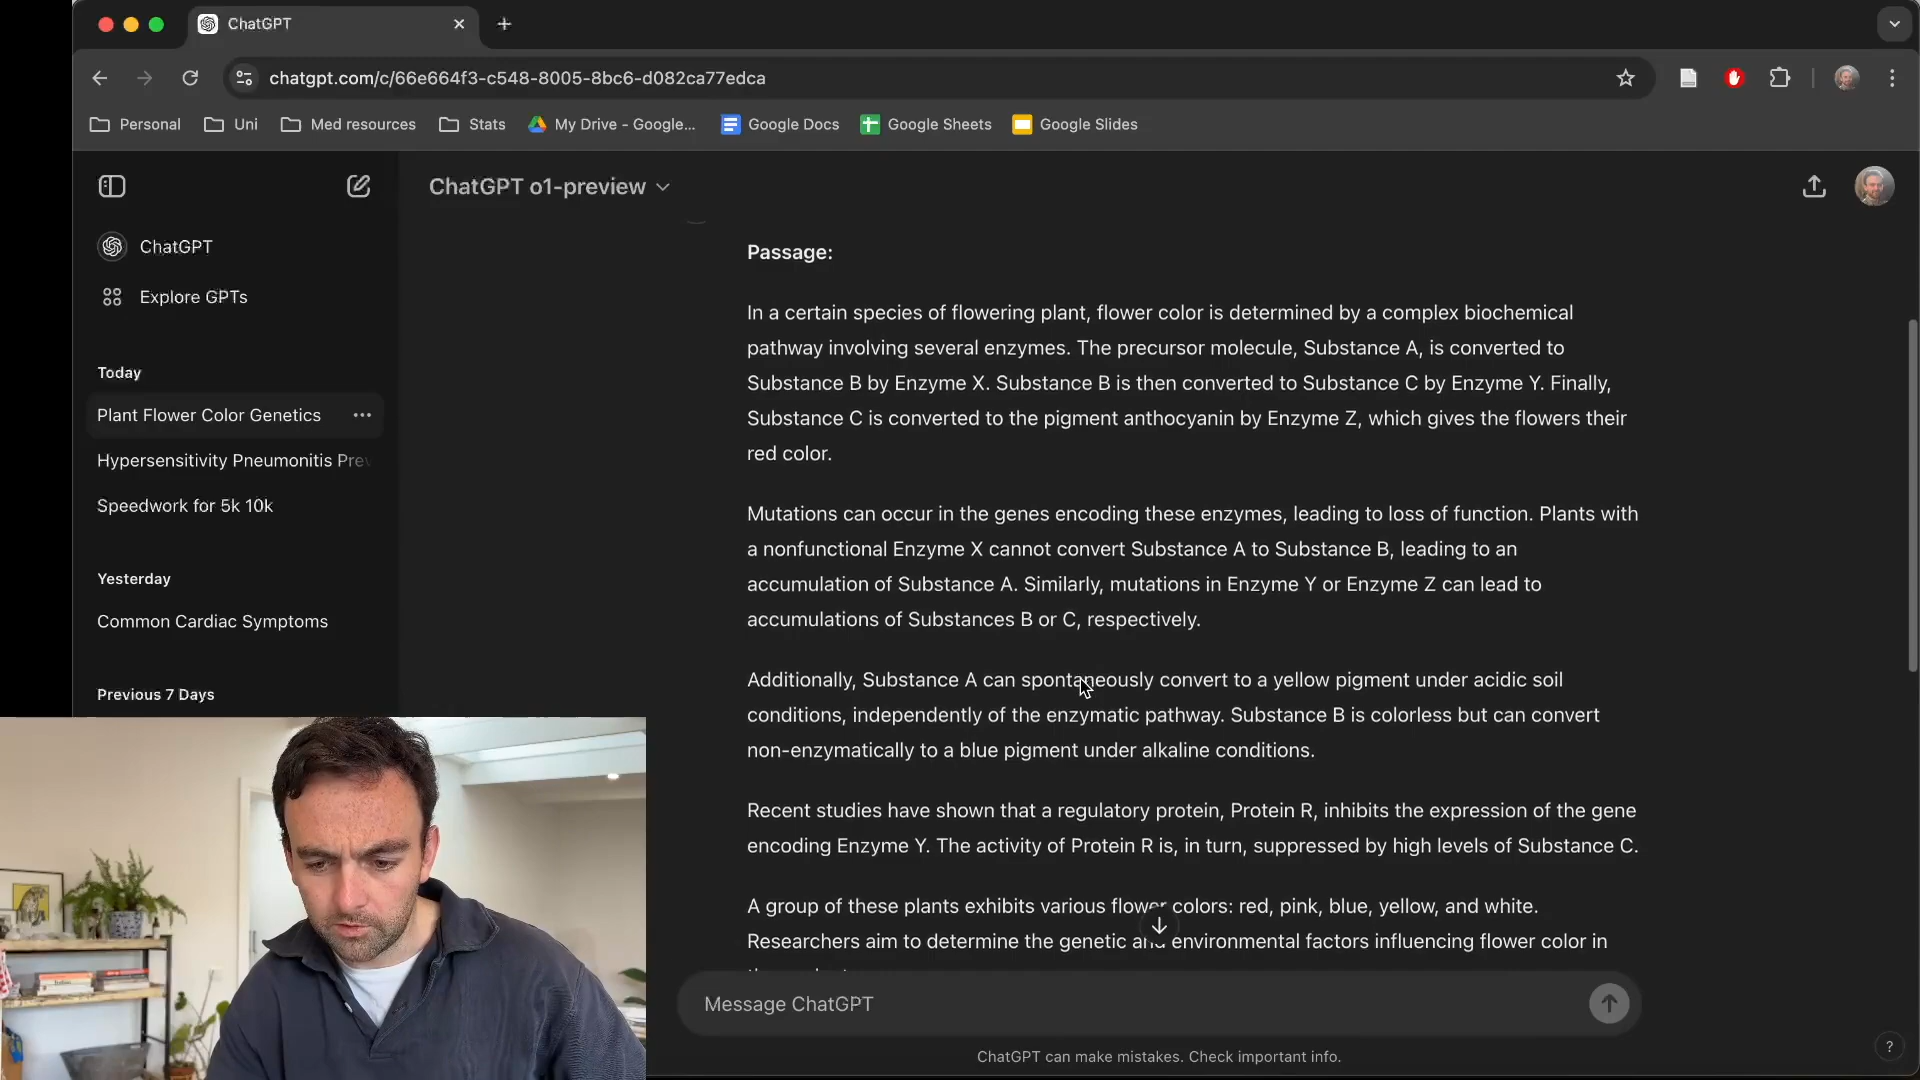 ChatGPT
chatgpt.com/c/66e664f3-c548-8005-8bc6-d082ca77edca
Personal Uni Med resources Stats My Drive - Google... Google Docs Google Sheets Google Slides
ChatGPT o1-preview
ChatGPT
Explore GPTs
Today
Plant Flower Color Genetics
Hypersensitivity Pneumonitis Prev
Speedwork for 5k 10k
Yesterday
Common Cardiac Symptoms
Previous 7 Days
Passage:
In a certain species of flowering plant, flower color is determined by a complex biochemical
pathway involving several enzymes. The precursor molecule, Substance A, is converted to
Substance B by Enzyme X. Substance B is then converted to Substance C by Enzyme Y. Finally,
Substance C is converted to the pigment anthocyanin by Enzyme Z, which gives the flowers their
red color.
Mutations can occur in the genes encoding these enzymes, leading to loss of function. Plants with
a nonfunctional Enzyme X cannot convert Substance A to Substance B, leading to an
accumulation of Substance A. Similarly, mutations in Enzyme Y or Enzyme Z can lead to
accumulations of Substances B or C, respectively.
Additionally, Substance A can spontaneously convert to a yellow pigment under acidic soil
conditions, independently of the enzymatic pathway. Substance B is colorless but can convert
non-enzymatically to a blue pigment under alkaline conditions.
Recent studies have shown that a regulatory protein, Protein R, inhibits the expression of the gene
encoding Enzyme Y. The activity of Protein R is, in turn, suppressed by high levels of Substance C.
A group of these plants exhibits various flower colors: red, pink, blue, yellow, and white.
Researchers aim to determine the genetic and environmental factors influencing flower color in
Message ChatGPT
ChatGPT can make mistakes. Check important info.
?